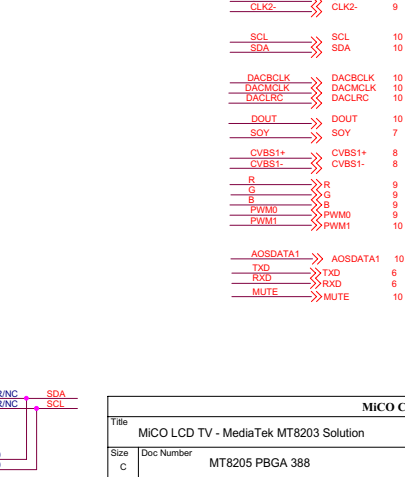 CLK2- CLK2- 9
SCL SCL 10
SDA SDA 10
DACBCLK DACBCLK 10
DACMCLK DACMCLK 10
DACLRC DACLRC 10
DOUT DOUT 10
SOY SOY 7
CVBS1+ CVBS1+ 8
CVBS1- CVBS1- 8
R R 9
G G 9
B B 9
PWM0 PWM0 9
PWM1 PWM1 10
AOSDATA1 AOSDATA1 10
TXD TXD 6
RXD RXD 6
MUTE MUTE 10
R/NC SDA
R/NC SCL
MiCO C
Title
MiCO LCD TV - MediaTek MT8203 Solution
Size Doc Number
C MT8205 PBGA 388